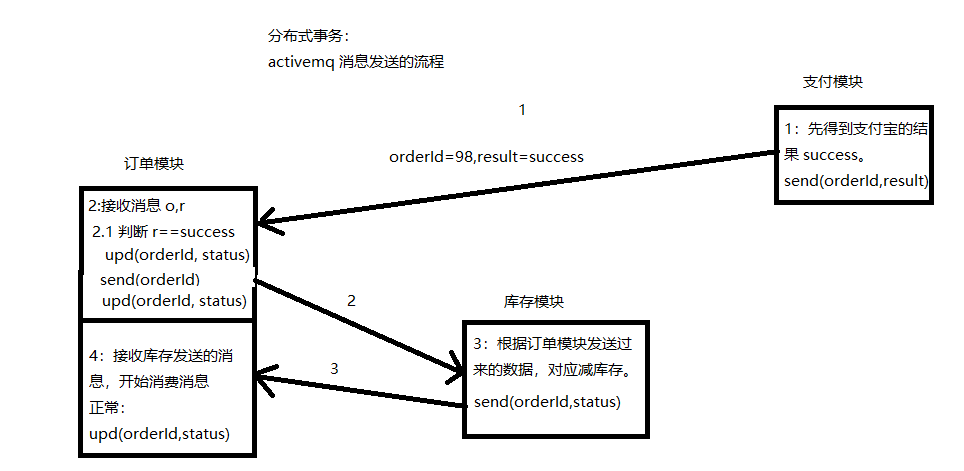 分布式事务：
activemq 消息发送的流程
支付模块
1
1：先得到支付宝的结
果 success。
send(orderId,result)
orderId=98,result=success
订单模块
2:接收消息 o,r
2.1 判断 r==success
upd(orderId, status)
send(orderId)
upd(orderId, status)
2
库存模块
3：根据订单模块发送过
来的数据，对应减库存。
send(orderId,status)
3
4：接收库存发送的消
息，开始消费消息
正常：
upd(orderId,status)